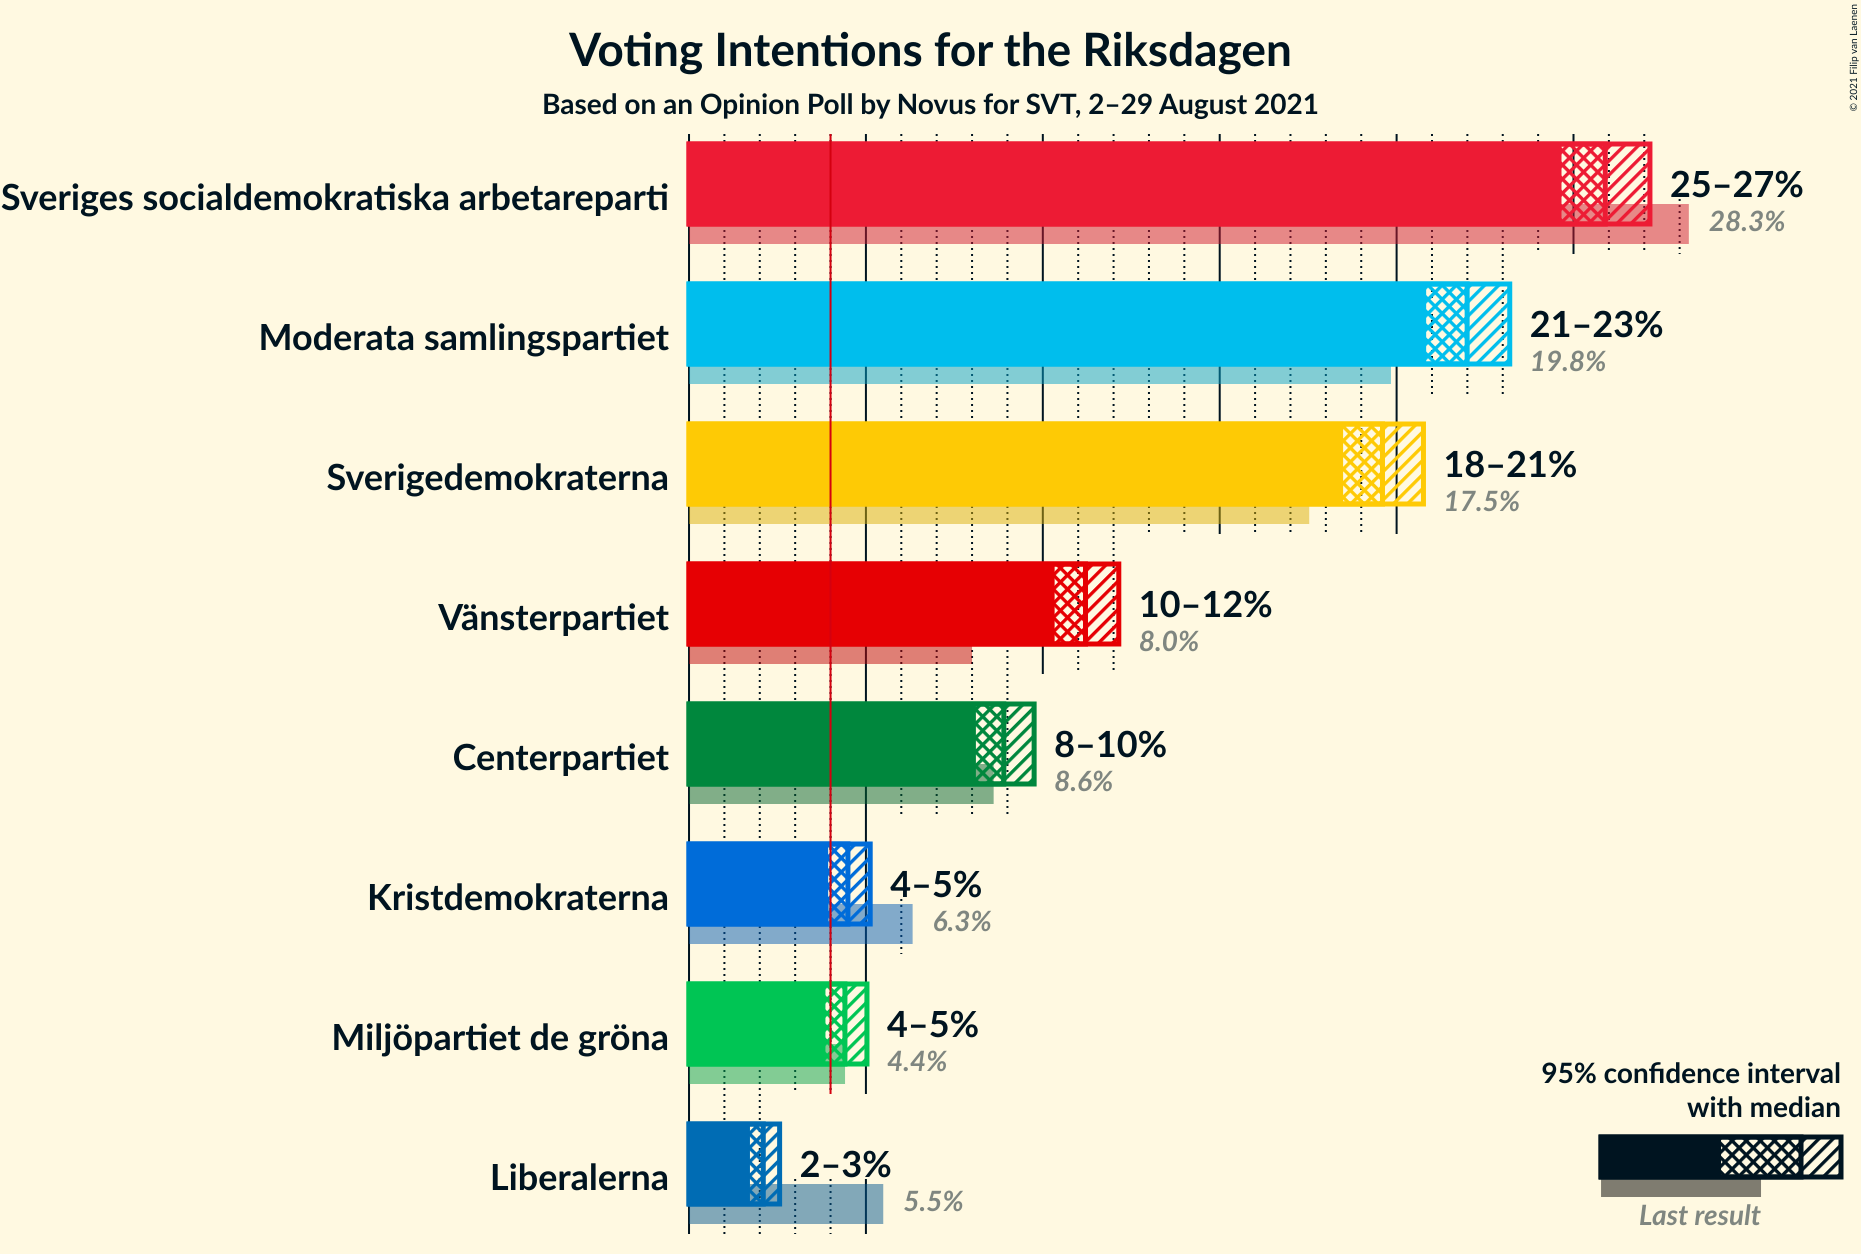 Voting Intentions for the Riksdagen
Based on an Opinion Poll by Novus for SVT, 2–29 August 2021
© 2021 Filip van Laenen
Sveriges socialdemokratiska arbetareparti
25–27%
28.3%
Moderata samlingspartiet
21–23%
19.8%
Sverigedemokraterna
18–21%
17.5%
Vänsterpartiet
10–12%
8.0%
Centerpartiet
8–10%
8.6%
Kristdemokraterna
4–5%
6.3%
Miljöpartiet de gröna
4–5%
4.4%
Liberalerna
2–3%
5.5%
95% confidence interval
with median
Last result